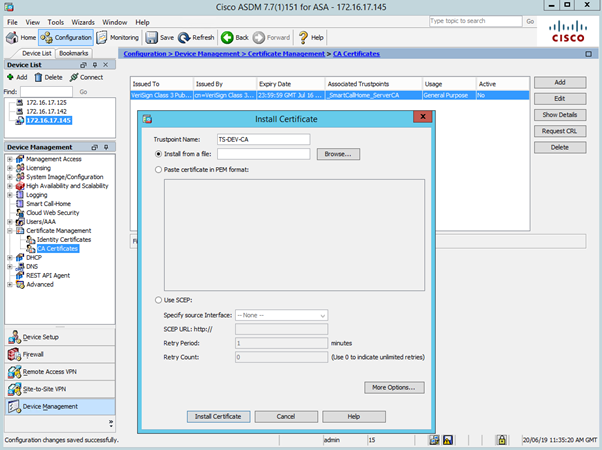 Cisco ASDM 7.7(1)151 for ASA - 172.16.17.145
File View Tools Wizards Window Help
Type topic to search Go
Home Configuration Monitoring Save Refresh Back Forward Help
CISCO
Device List Bookmarks
Configuration > Device Management > Certificate Management > CA Certificates
Device List
Add Delete Connect
Find: Go
172.16.17.125
172.16.17.142
172.16.17.145
Issued To Issued By Expiry Date Associated Trustpoints Usage Active
VeriSign Class 3 Pub... cn=VeriSign Class 3... 23:59:59 GMT Jul 16 ... _SmartCallHome_ServerCA General Purpose No
Add
Edit
Show Details
Request CRL
Delete
Device Management
Management Access
Licensing
System Image/Configuration
High Availability and Scalability
Logging
Smart Call-Home
Cloud Web Security
Users/AAA
Certificate Management
Identity Certificates
CA Certificates
DHCP
DNS
REST API Agent
Advanced
Install Certificate
Trustpoint Name: TS-DEV-CA
Install from a file: Browse...
Paste certificate in PEM format:
Use SCEP:
Specify source Interface: -- None --
SCEP URL: http://
Retry Period: 1 minutes
Retry Count: 0 (Use 0 to indicate unlimited retries)
More Options...
Install Certificate Cancel Help
Device Setup
Firewall
Remote Access VPN
Site-to-Site VPN
Device Management
Configuration changes saved successfully. admin 15 20/06/19 11:35:20 AM GMT